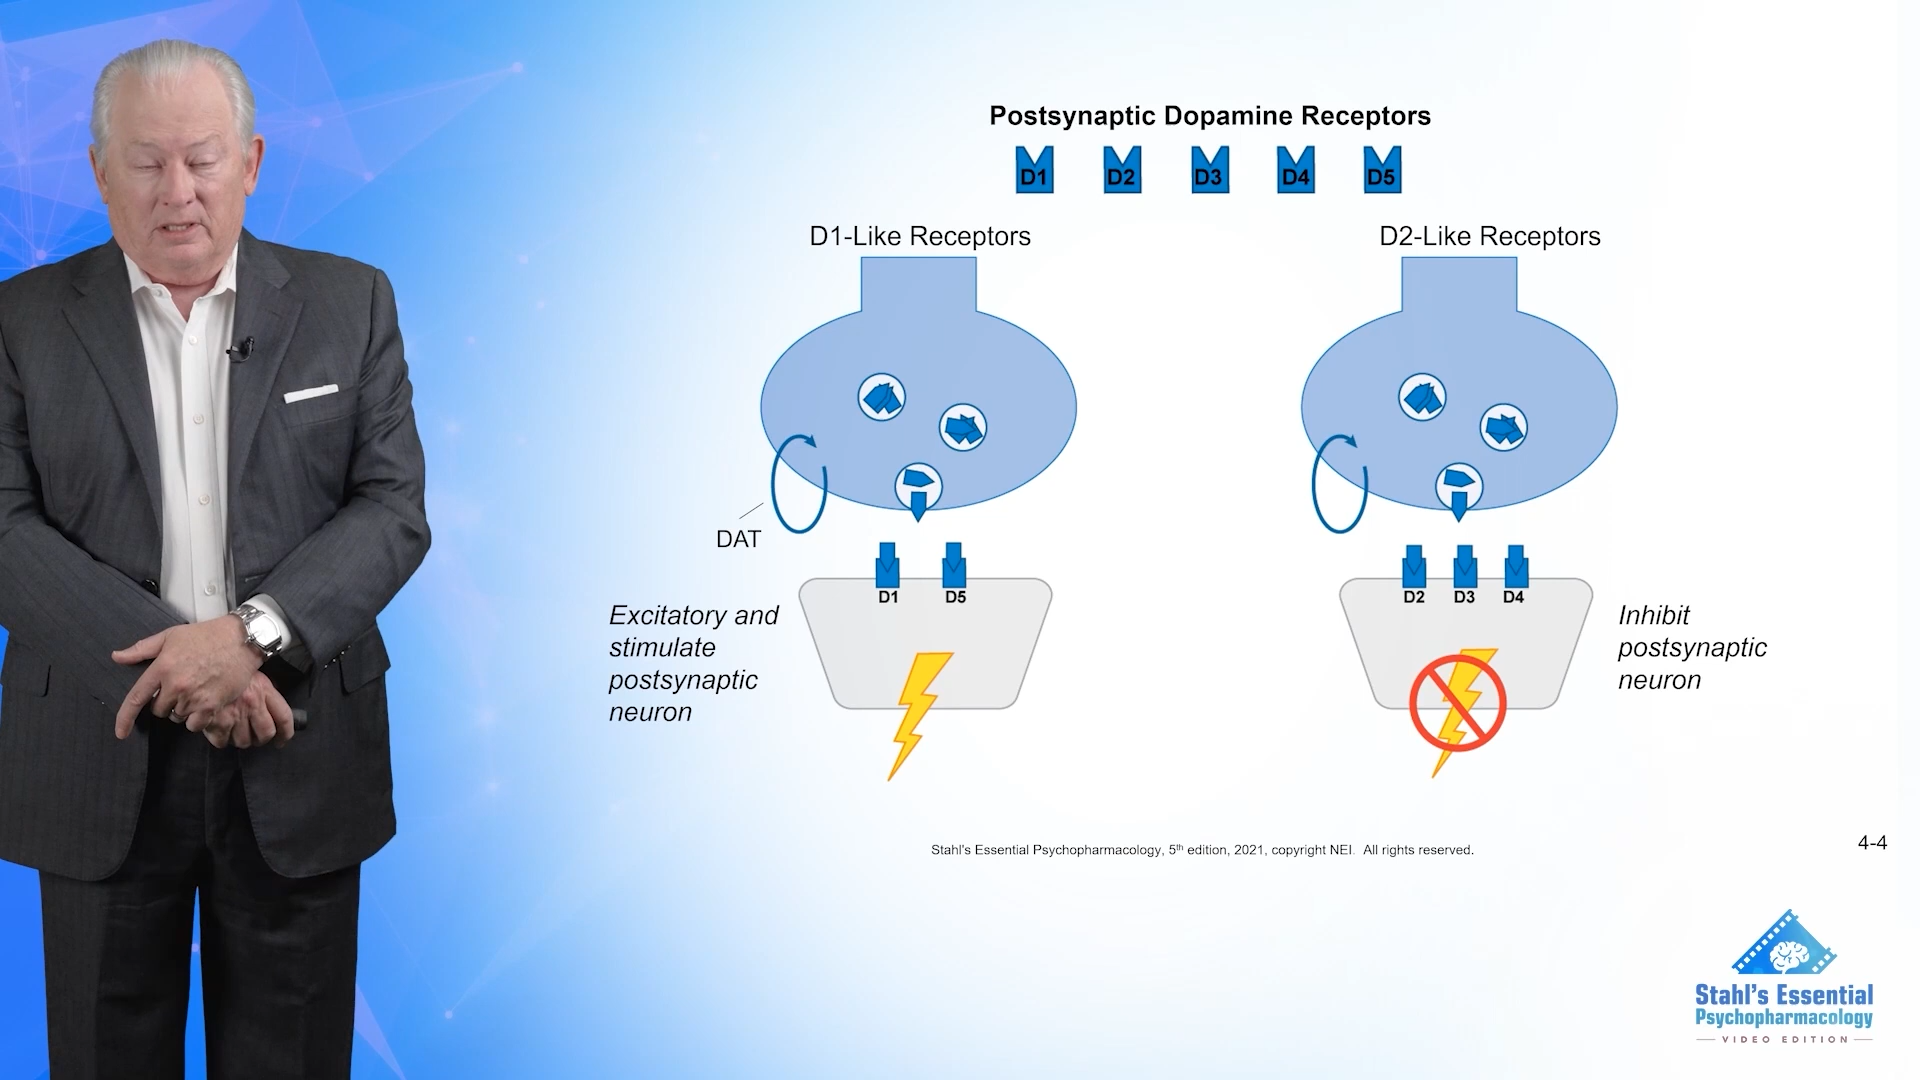 Postsynaptic Dopamine Receptors
D1 D2 D3 D4 D5
D1-Like Receptors
D2-Like Receptors
DAT
D1 D5
D2 D3 D4
Excitatory and
stimulate
postsynaptic
neuron
Inhibit
postsynaptic
neuron
Stahl's Essential Psychopharmacology, 5th edition, 2021, copyright NEI. All rights reserved.
4-4
Stahl's Essential
Psychopharmacology
VIDEO EDITION